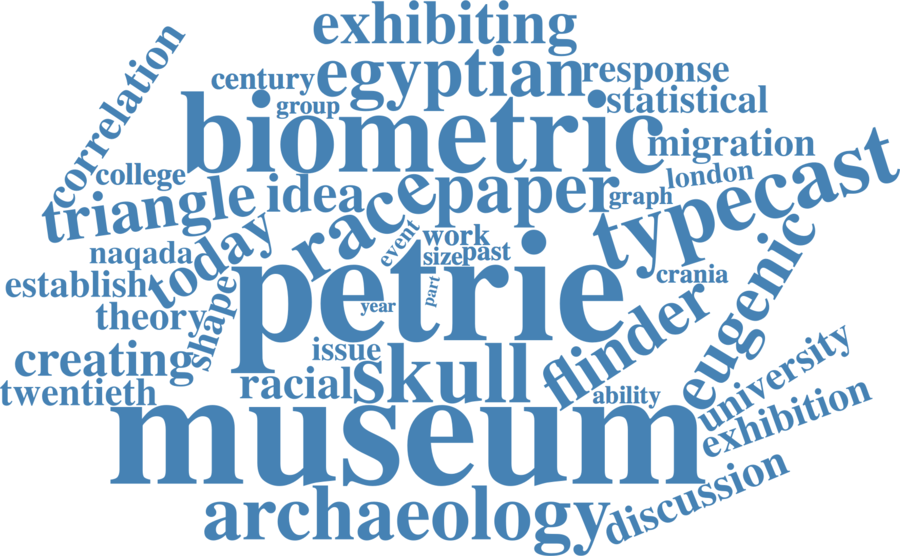 exhibiting
correlation
century
egyptian
response
group
statistical
biometric
migration
college
london
triangle
idea
race
paper
graph
typecast
naqada
today
event
work
size
past
establish
petrie
crania
shape
year
part
theory
eugenic
creating
issue
flinder
twentieth
racial
skull
ability
university
museum
exhibition
archaeology
discussion